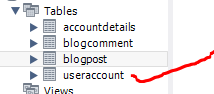 Tables
accountdetails
blogcomment
blogpost
useraccount
Views